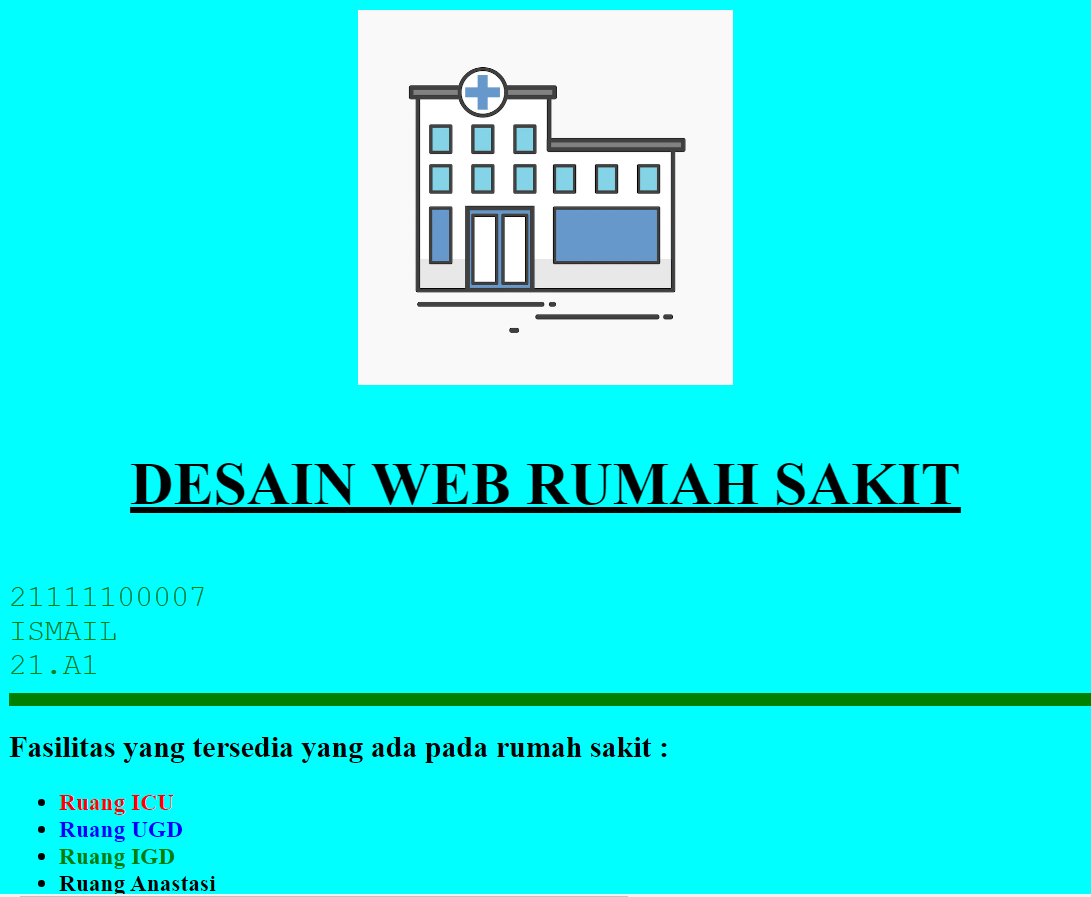 DESAIN WEB RUMAH SAKIT
21111100007
ISMAIL
21.A1
Fasilitas yang tersedia yang ada pada rumah sakit :
• Ruang ICU
• Ruang UGD
• Ruang IGD
• Ruang Anastasi